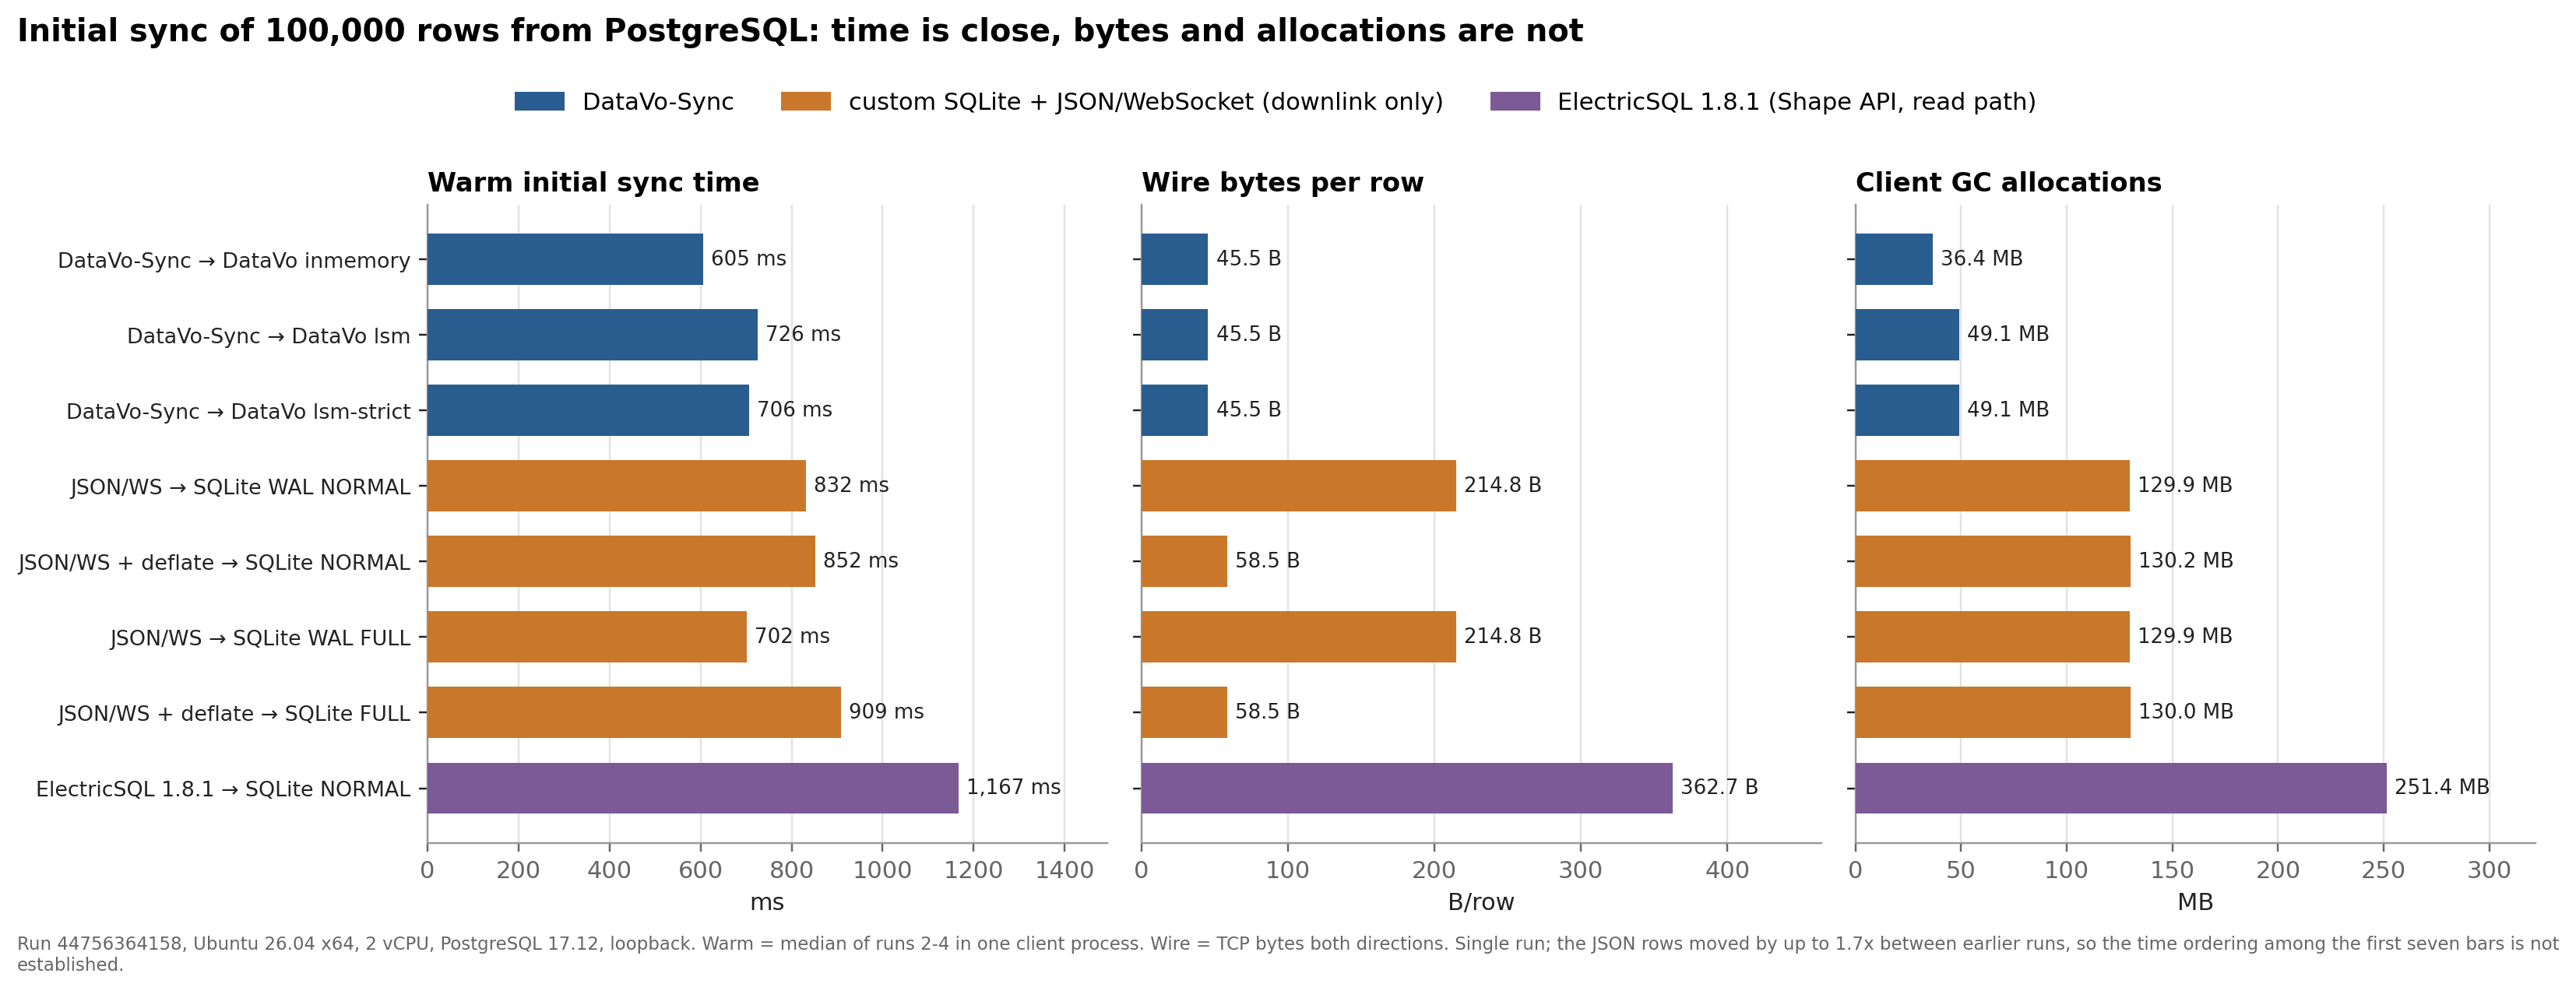 Initial sync of 100,000 rows from PostgreSQL: time is close, bytes and allocations are not
DataVo-Sync
custom SQLite + JSON/WebSocket (downlink only)
ElectricSQL 1.8.1 (Shape API, read path)
Warm initial sync time
DataVo-Sync → DataVo inmemory
605 ms
DataVo-Sync → DataVo lsm
726 ms
DataVo-Sync → DataVo lsm-strict
706 ms
JSON/WS → SQLite WAL NORMAL
832 ms
JSON/WS + deflate → SQLite NORMAL
852 ms
JSON/WS → SQLite WAL FULL
702 ms
JSON/WS + deflate → SQLite FULL
909 ms
ElectricSQL 1.8.1 → SQLite NORMAL
1,167 ms
0 200 400 600 800 1000 1200 1400
ms
Wire bytes per row
45.5 B
45.5 B
45.5 B
214.8 B
58.5 B
214.8 B
58.5 B
362.7 B
0 100 200 300 400
B/row
Client GC allocations
36.4 MB
49.1 MB
49.1 MB
129.9 MB
130.2 MB
129.9 MB
130.0 MB
251.4 MB
0 50 100 150 200 250 300
MB
Run 44756364158, Ubuntu 26.04 x64, 2 vCPU, PostgreSQL 17.12, loopback. Warm = median of runs 2-4 in one client process. Wire = TCP bytes both directions. Single run; the JSON rows moved by up to 1.7x between earlier runs, so the time ordering among the first seven bars is not
established.